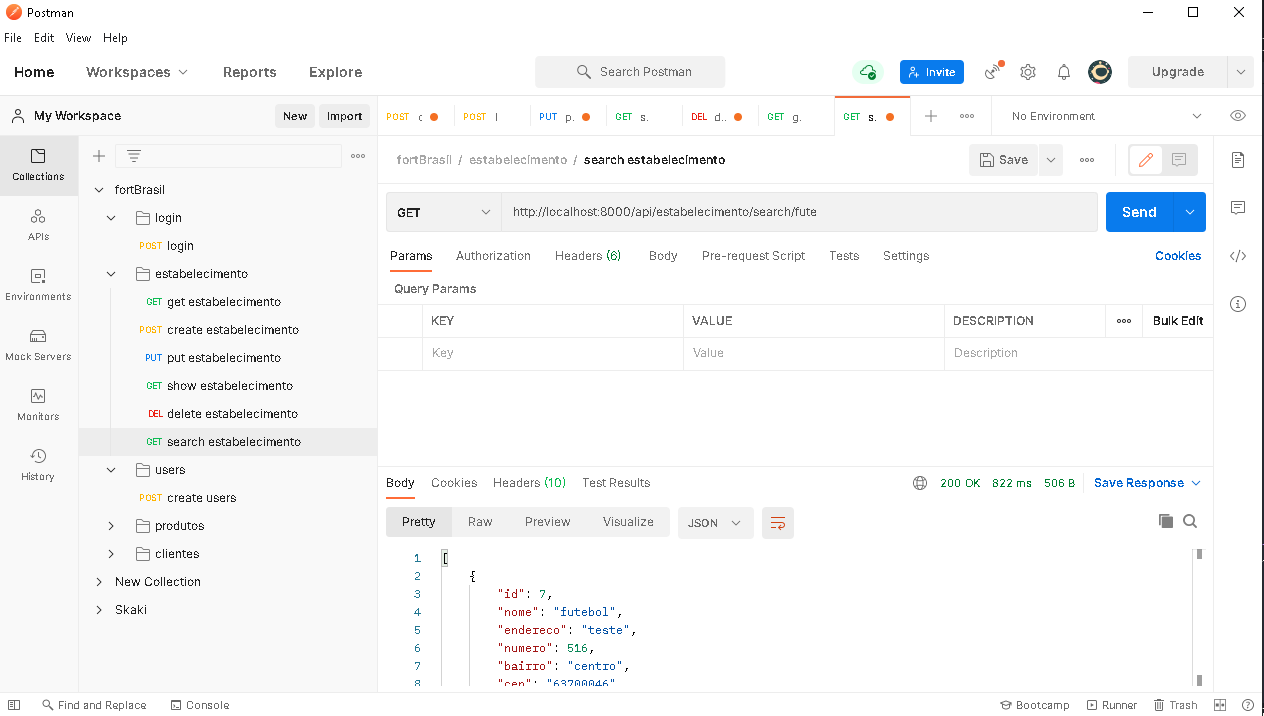 Postman
File Edit View Help
Home Workspaces Reports Explore Search Postman Invite Upgrade
My Workspace New Import
POST POST l PUT p. GET s. DEL d.. GET g. GET s. No Environment
Collections
APIs
Environments
Mock Servers
Monitors
History
fortBrasil
login
POST login
estabelecimento
GET get estabelecimento
POST create estabelecimento
PUT put estabelecimento
GET show estabelecimento
DEL delete estabelecimento
GET search estabelecimento
users
POST create users
produtos
clientes
New Collection
Skaki
fortBrasil / estabelecimento / search estabelecimento Save
GET http://localhost:8000/api/estabelecimento/search/fute Send
Params Authorization Headers (6) Body Pre-request Script Tests Settings Cookies
Query Params
KEY VALUE DESCRIPTION Bulk Edit
Key Value Description
Body Cookies Headers (10) Test Results 200 OK 822 ms 506 B Save Response
Pretty Raw Preview Visualize JSON
1 [
2 {
3 "id": 7,
4 "nome": "futebol",
5 "endereco": "teste",
6 "numero": 516,
7 "bairro": "centro",
8 "cep": "63700046"
Find and Replace Console Bootcamp Runner Trash